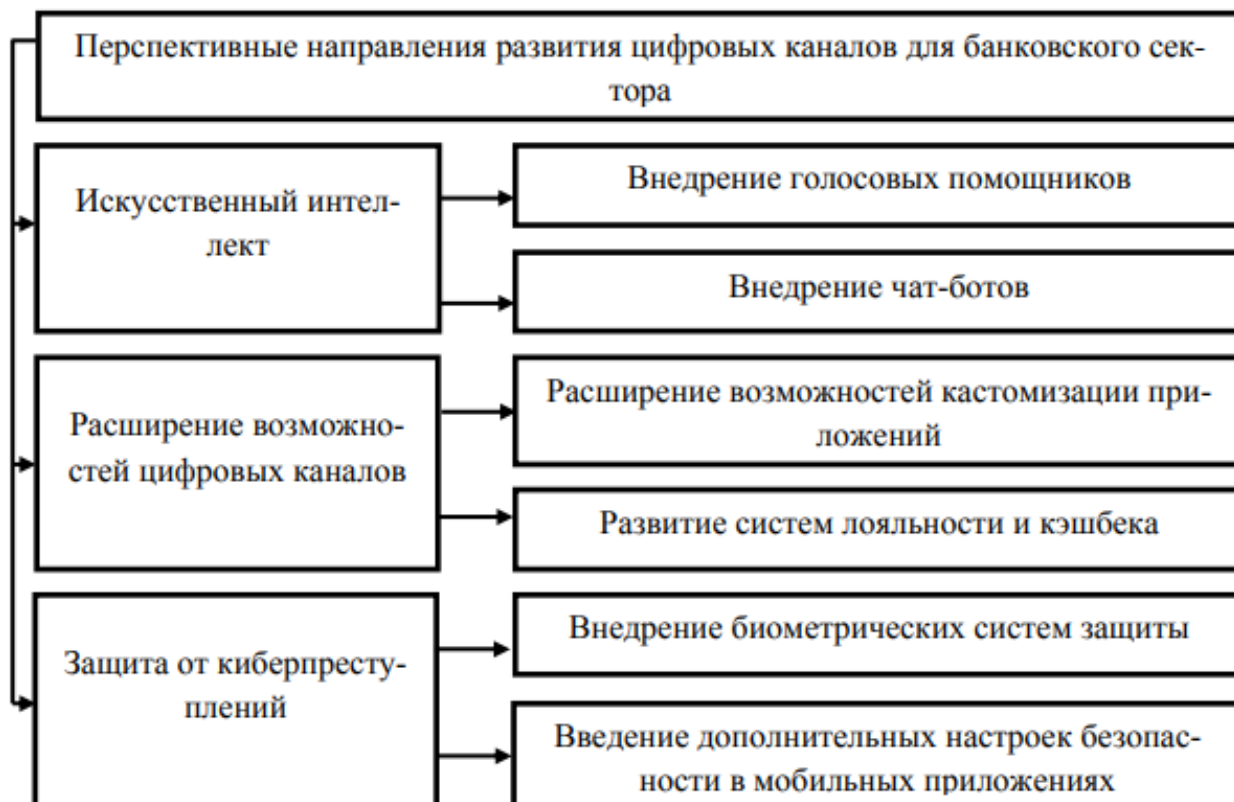 Перспективные направления развития цифровых каналов для банковского сек-
тора
Искусственный интел-
лект
Внедрение голосовых помощников
Внедрение чат-ботов
Расширение возможно-
стей цифровых каналов
Расширение возможностей кастомизации при-
ложений
Развитие систем лояльности и кэшбека
Защита от киберпресту-
плений
Внедрение биометрических систем защиты
Введение дополнительных настроек безопас-
ности в мобильных приложениях